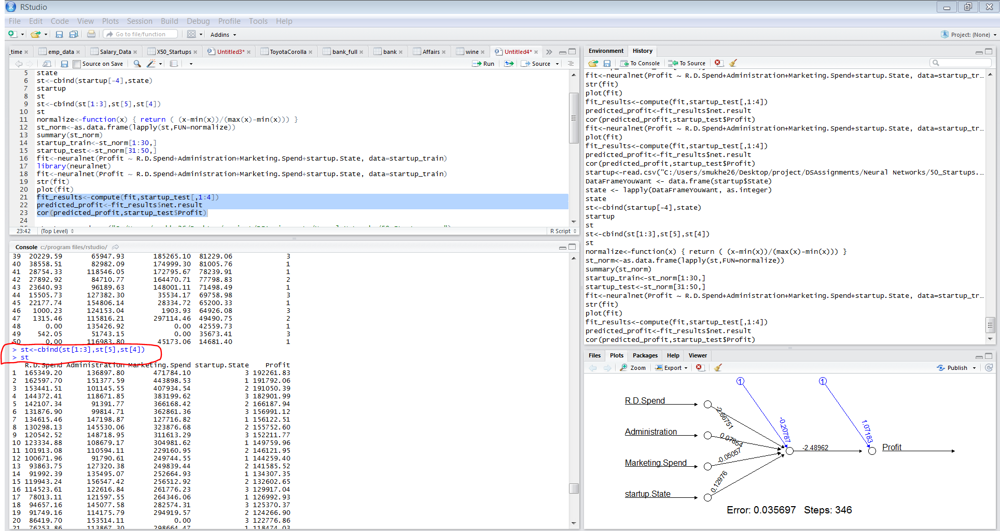 RStudio
File Edit Code View Plots Session Build Debug Profile Tools Help
Go to file/function Addins Project: (None)
_time emp_data Salary_Data X50_Startups Untitled3* ToyotaCorolla bank_full bank Affairs wine Untitled4*
Source on Save Run Source
5 state
6 st<-cbind(startup[-4],state)
7 startup
8 st
9 st<-cbind(st[1:3],st[5],st[4])
10 st
11 normalize<-function(x) { return ( (x-min(x))/(max(x)-min(x))) }
12 st_norm<-as.data.frame(lapply(st,FUN=normalize))
13 summary(st_norm)
14 startup_train<-st_norm[1:30,]
15 startup_test<-st_norm[31:50,]
16 fit<-neuralnet(Profit ~ R.D.Spend+Administration+Marketing.Spend+startup.State, data=startup_train)
17 library(neuralnet)
18 fit<-neuralnet(Profit ~ R.D.Spend+Administration+Marketing.Spend+startup.State, data=startup_train)
19 str(fit)
20 plot(fit)
21 fit_results<-compute(fit,startup_test[,1:4])
22 predicted_profit<-fit_results$net.result
23 cor(predicted_profit,startup_test$Profit)
24
23:42 (Top Level) R Script
Console c:/program files/rstudio/
39 20229.59 65947.93 185265.10 81229.06 3
40 38558.51 82982.09 174999.30 81005.76 1
41 28754.33 118546.05 172795.67 78239.91 1
42 27892.92 84710.77 164470.71 77798.83 2
43 23640.93 96189.63 148001.11 71498.49 1
44 15505.73 127382.30 35534.17 69758.98 3
45 22177.74 154806.14 28334.72 65200.33 1
46 1000.23 124153.04 1903.93 64926.08 3
47 1315.46 115816.21 297114.46 49490.75 2
48 0.00 135426.92 0.00 42559.73 1
49 542.05 51743.15 0.00 35673.41 3
50 0.00 116983.80 45173.06 14681.40 1
> st<-cbind(st[1:3],st[5],st[4])
> st
R.D.Spend Administration Marketing.Spend startup.State Profit
1 165349.20 136897.80 471784.10 3 192261.83
2 162597.70 151377.59 443898.53 1 191792.06
3 153441.51 101145.55 407934.54 2 191050.39
4 144372.41 118671.85 383199.62 3 182901.99
5 142107.34 91391.77 366168.42 2 166187.94
6 131876.90 99814.71 362861.36 3 156991.12
7 134615.46 147198.87 127716.82 1 156122.51
8 130298.13 145530.06 323876.68 2 155752.60
9 120542.52 148718.95 311613.29 3 152211.77
10 123334.88 108679.17 304981.62 1 149759.96
11 101913.08 110594.11 229160.95 2 146121.95
12 100671.96 91790.61 249744.55 1 144259.40
13 93863.75 127320.38 249839.44 2 141585.52
14 91992.39 135495.07 252664.93 1 134307.35
15 119943.24 156547.42 256512.92 2 132602.65
16 114523.61 122616.84 261776.23 3 129917.04
17 78013.11 121597.55 264346.06 1 126992.93
18 94657.16 145077.58 282574.31 3 125370.37
19 91749.16 114175.79 294919.57 2 124266.90
20 86419.70 153514.11 0.00 3 122776.86
21 76253.86 113867.30 298664.47 1 118474.03
Environment History
To Console To Source
fit<-neuralnet(Profit ~ R.D.Spend+Administration+Marketing.Spend+startup.State, data=startup_tr...
str(fit)
plot(fit)
fit_results<-compute(fit,startup_test[,1:4])
predicted_profit<-fit_results$net.result
cor(predicted_profit,startup_test$Profit)
fit<-neuralnet(Profit ~ R.D.Spend+Administration+Marketing.Spend+startup.State, data=startup_tr...
plot(fit)
fit_results<-compute(fit,startup_test[,1:4])
predicted_profit<-fit_results$net.result
cor(predicted_profit,startup_test$Profit)
startup<-read.csv("C:/Users/smukhe26/Desktop/project/DSAssignments/Neural Networks/50_Startups....
DataFrameYouWant <- data.frame(startup$State)
state <- lapply(DataFrameYouWant, as.integer)
state
st<-cbind(startup[-4],state)
startup
st
st<-cbind(st[1:3],st[5],st[4])
st
normalize<-function(x) { return ( (x-min(x))/(max(x)-min(x))) }
st_norm<-as.data.frame(lapply(st,FUN=normalize))
summary(st_norm)
startup_train<-st_norm[1:30,]
startup_test<-st_norm[31:50,]
fit<-neuralnet(Profit ~ R.D.Spend+Administration+Marketing.Spend+startup.State, data=startup_tr...
str(fit)
plot(fit)
fit_results<-compute(fit,startup_test[,1:4])
predicted_profit<-fit_results$net.result
cor(predicted_profit,startup_test$Profit)
Files Plots Packages Help Viewer
Zoom Export Publish
1 1
R.D.Spend
-2.66751
-0.20787
1.07183
Administration
0.07854
-2.48962
Profit
Marketing.Spend
-0.05057
0.12976
startup.State
Error: 0.035697 Steps: 346